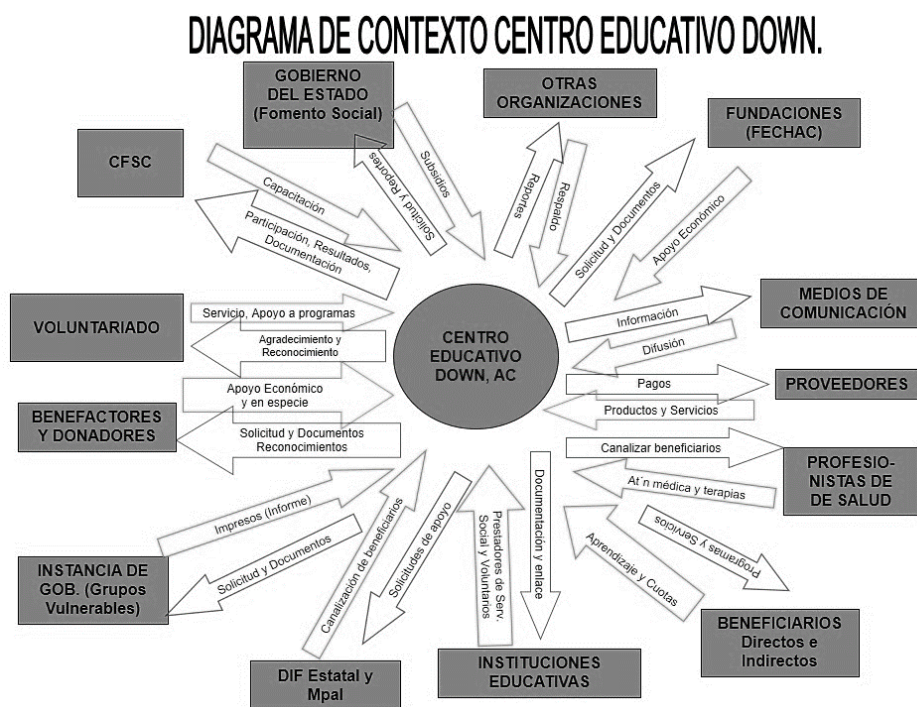 DIAGRAMA DE CONTEXTO CENTRO EDUCATIVO DOWN.
GOBIERNO
DEL ESTADO
(Fomento Social)
OTRAS
ORGANIZACIONES
FUNDACIONES
(FECHAC)
CFSC
Capacitación
Participación, Resultados,
Documentación
Solicitud y Reportes
Subsidios
Reportes
Respaldo
Solicitud y Documentos
Apoyo Económico
VOLUNTARIADO
Servicio, Apoyo a programas
Agradecimiento y
Reconocimiento
CENTRO
EDUCATIVO
DOWN, AC
Información
Difusión
MEDIOS DE
COMUNICACIÓN
BENEFACTORES
Y DONADORES
Apoyo Económico
y en especie
Solicitud y Documentos
Reconocimientos
Pagos
Productos y Servicios
PROVEEDORES
Canalizar beneficiarios
At´n médica y terapias
PROFESIO-
NISTAS DE
DE SALUD
INSTANCIA DE
GOB. (Grupos
Vulnerables)
Impresos (Informe)
Solicitud y Documentos
Canalización de beneficiarios
Solicitudes de apoyo
Prestadores de Serv.
Social y Voluntarios
Documentación y enlace
Aprendizaje y Cuotas
Programas y Servicios
DIF Estatal y
Mpal
INSTITUCIONES
EDUCATIVAS
BENEFICIARIOS
Directos e
Indirectos